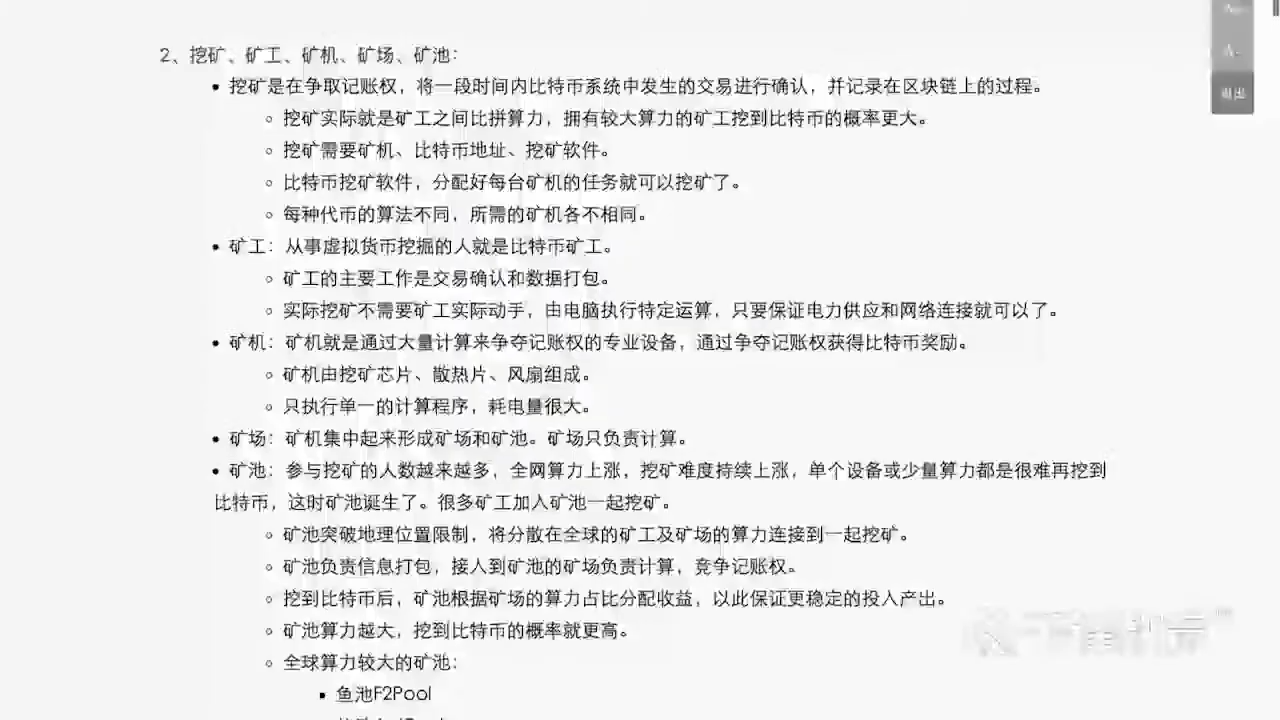 2、挖矿、矿工、矿机、矿场、矿池：
• 挖矿是在争取记账权，将一段时间内比特币系统中发生的交易进行确认，并记录在区块链上的过程。
◦ 挖矿实际就是矿工之间比拼算力，拥有较大算力的矿工挖到比特币的概率更大。
◦ 挖矿需要矿机、比特币地址、挖矿软件。
◦ 比特币挖矿软件，分配好每台矿机的任务就可以挖矿了。
◦ 每种代币的算法不同，所需的矿机各不相同。
• 矿工：从事虚拟货币挖掘的人就是比特币矿工。
◦ 矿工的主要工作是交易确认和数据打包。
◦ 实际挖矿不需要矿工实际动手，由电脑执行特定运算，只要保证电力供应和网络连接就可以了。
• 矿机：矿机就是通过大量计算来争夺记账权的专业设备，通过争夺记账权获得比特币奖励。
◦ 矿机由挖矿芯片、散热片、风扇组成。
◦ 只执行单一的计算程序，耗电量很大。
• 矿场：矿机集中起来形成矿场和矿池。矿场只负责计算。
• 矿池：参与挖矿的人数越来越多，全网算力上涨，挖矿难度持续上涨，单个设备或少量算力都是很难再挖到
比特币，这时矿池诞生了。很多矿工加入矿池一起挖矿。
◦ 矿池突破地理位置限制，将分散在全球的矿工及矿场的算力连接到一起挖矿。
◦ 矿池负责信息打包，接入到矿池的矿场负责计算，竞争记账权。
◦ 挖到比特币后，矿池根据矿场的算力占比分配收益，以此保证更稳定的投入产出。
◦ 矿池算力越大，挖到比特币的概率就更高。
◦ 全球算力较大的矿池：
▪ 鱼池F2Pool
A-
退出